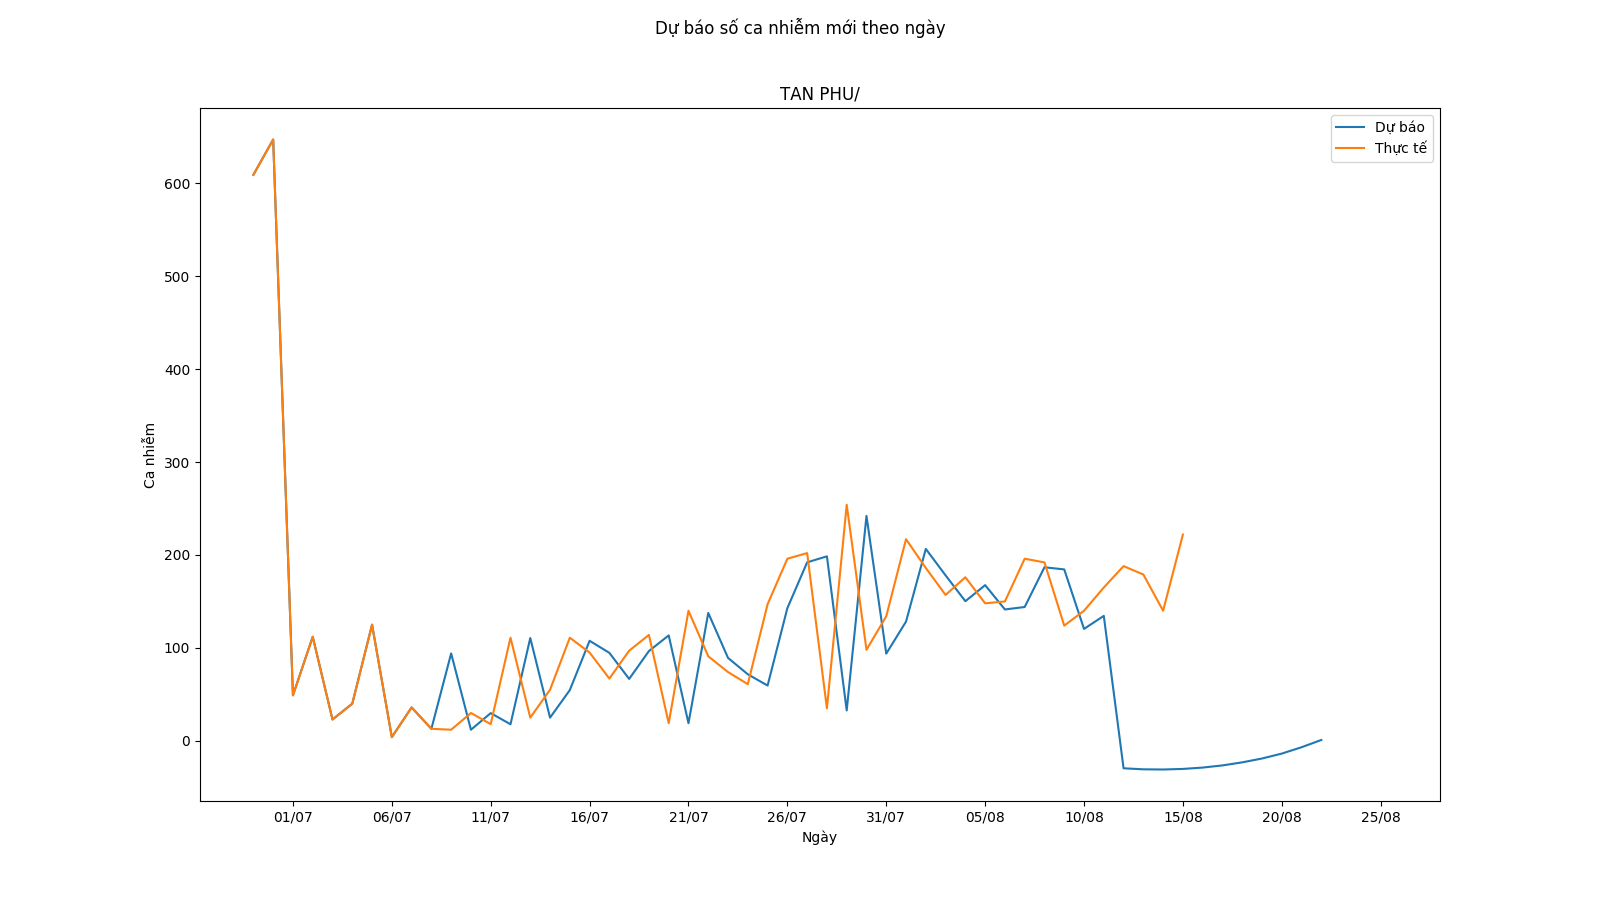 Dự báo số ca nhiễm mới theo ngày
TAN PHU/
Dự báo
Thực tế
600
500
400
300
200
100
0
Ca nhiễm
01/07 06/07 11/07 16/07 21/07 26/07 31/07 05/08 10/08 15/08 20/08 25/08
Ngày